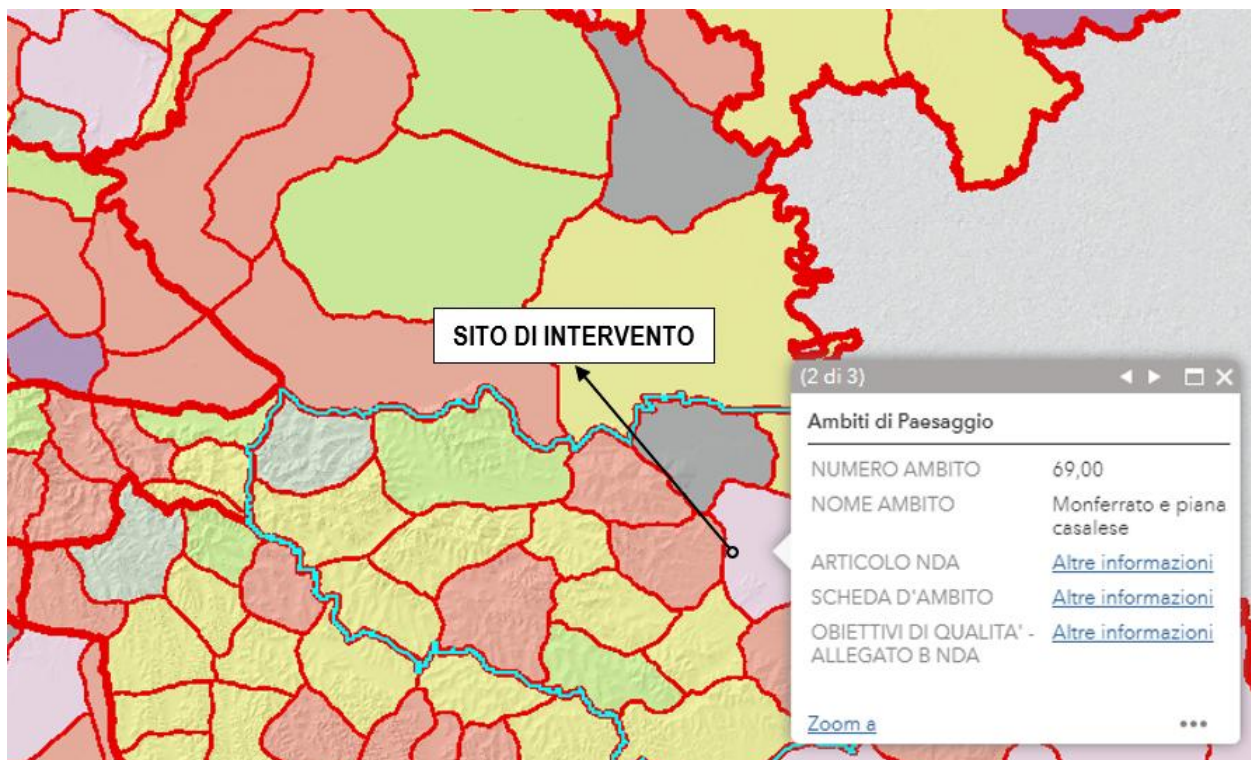 SITO DI INTERVENTO
(2 di 3)
Ambiti di Paesaggio
NUMERO AMBITO 69,00
NOME AMBITO Monferrato e piana
casalese
ARTICOLO NDA Altre informazioni
SCHEDA D'AMBITO Altre informazioni
OBIETTIVI DI QUALITA' - Altre informazioni
ALLEGATO B NDA
Zoom a